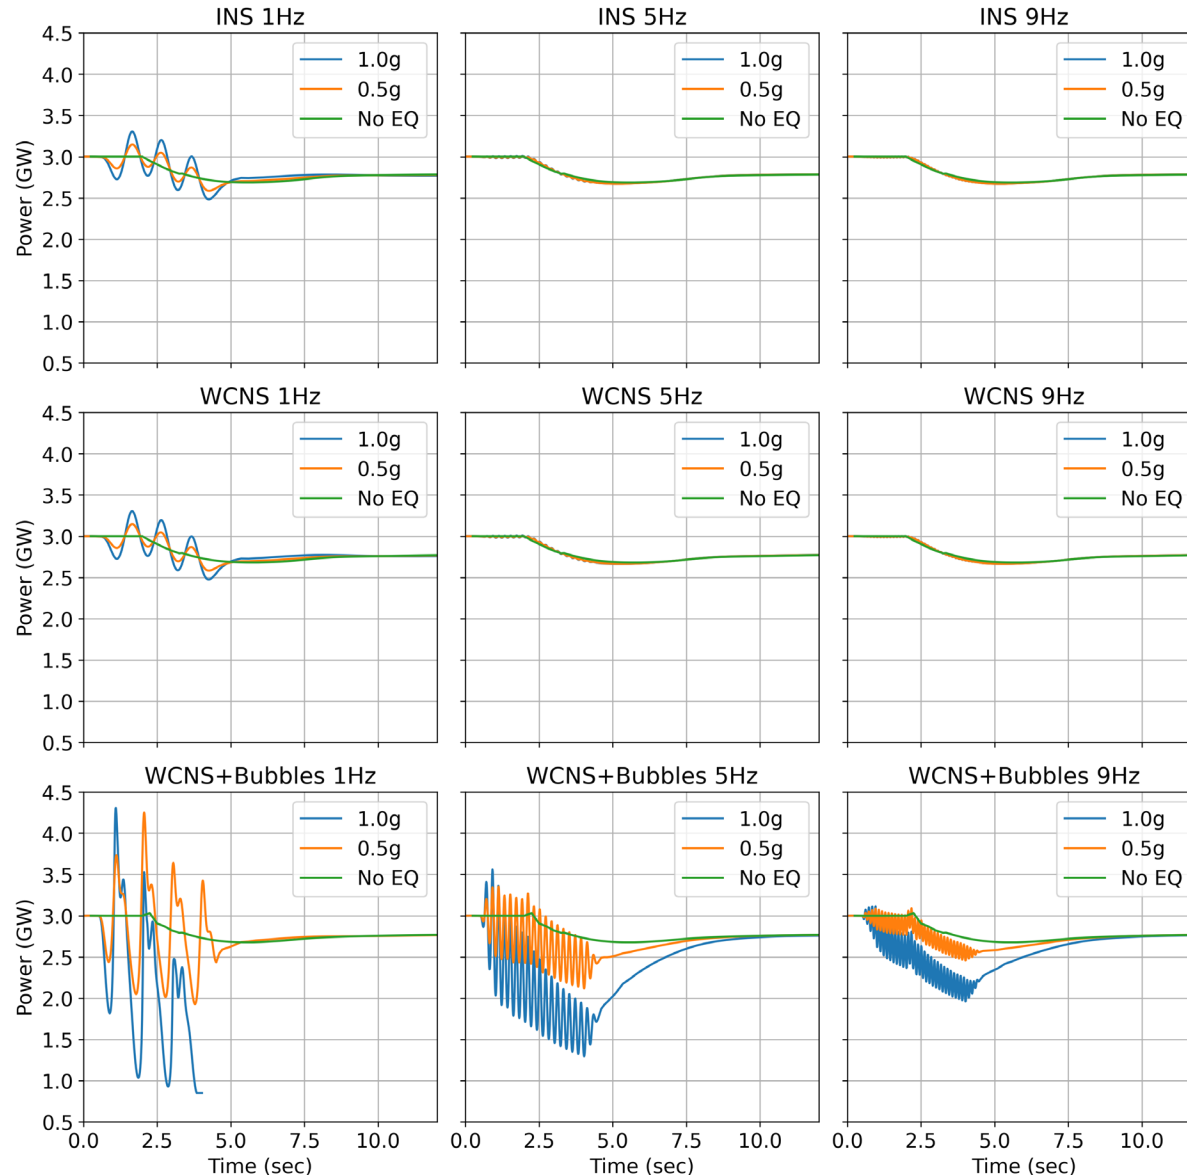 INS 1Hz INS 5Hz INS 9Hz
4.5
4.0
3.5
3.0
2.5
2.0
1.5
1.0
0.5
Power (GW)
1.0g
0.5g
No EQ
1.0g
0.5g
No EQ
1.0g
0.5g
No EQ
WCNS 1Hz WCNS 5Hz WCNS 9Hz
4.5
4.0
3.5
3.0
2.5
2.0
1.5
1.0
0.5
Power (GW)
1.0g
0.5g
No EQ
1.0g
0.5g
No EQ
1.0g
0.5g
No EQ
WCNS+Bubbles 1Hz WCNS+Bubbles 5Hz WCNS+Bubbles 9Hz
4.5
4.0
3.5
3.0
2.5
2.0
1.5
1.0
0.5
Power (GW)
1.0g
0.5g
No EQ
1.0g
0.5g
No EQ
1.0g
0.5g
No EQ
0.0 2.5 5.0 7.5 10.0 0.0 2.5 5.0 7.5 10.0 0.0 2.5 5.0 7.5 10.0
Time (sec) Time (sec) Time (sec)